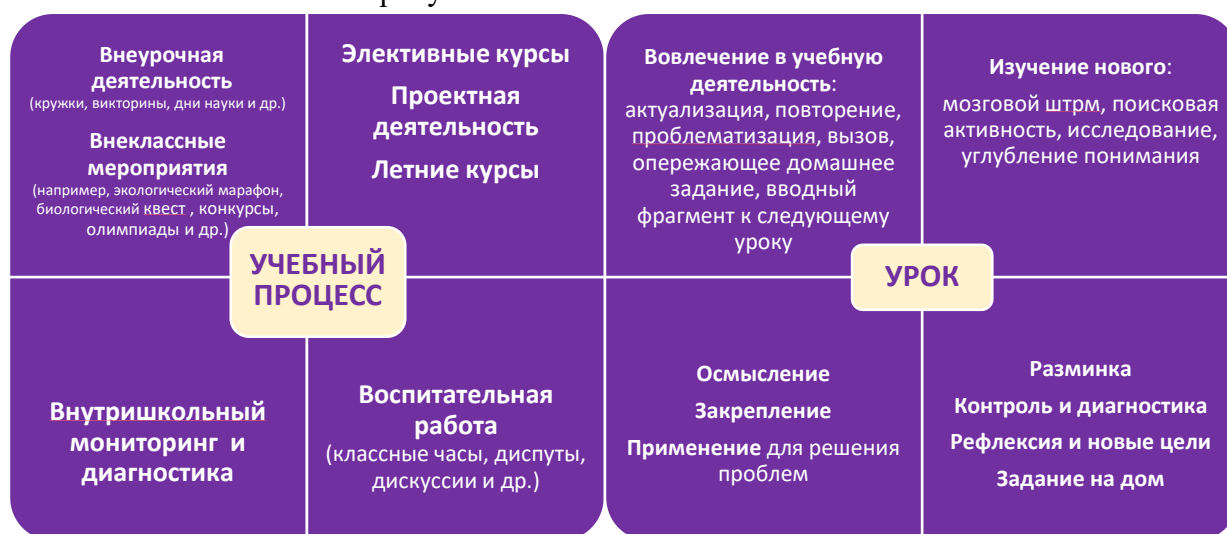 Внеурочная
деятельность
(кружки, викторины, дни науки и др.)
Внеклассные
мероприятия
(например, экологический марафон,
биологический квест , конкурсы,
олимпиады и др.)
Элективные курсы
Проектная
деятельность
Летние курсы
УЧЕБНЫЙ
ПРОЦЕСС
Внутришкольный
мониторинг и
диагностика
Воспитательная
работа
(классные часы, диспуты,
дискуссии и др.)
Вовлечение в учебную
деятельность:
актуализация, повторение,
проблематизация, вызов,
опережающее домашнее
задание, вводный
фрагмент к следующему
уроку
Изучение нового:
мозговой штрм, поисковая
активность, исследование,
углубление понимания
УРОК
Осмысление
Закрепление
Применение для решения
проблем
Разминка
Контроль и диагностика
Рефлексия и новые цели
Задание на дом